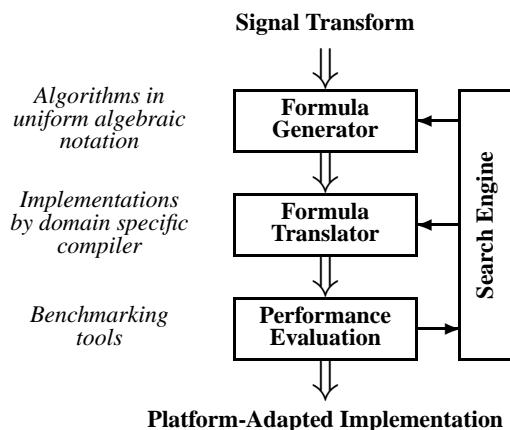 Signal Transform
Algorithms in
uniform algebraic
notation
Formula
Generator
Implementations
by domain specific
compiler
Formula
Translator
Benchmarking
tools
Performance
Evaluation
Search Engine
Platform-Adapted Implementation